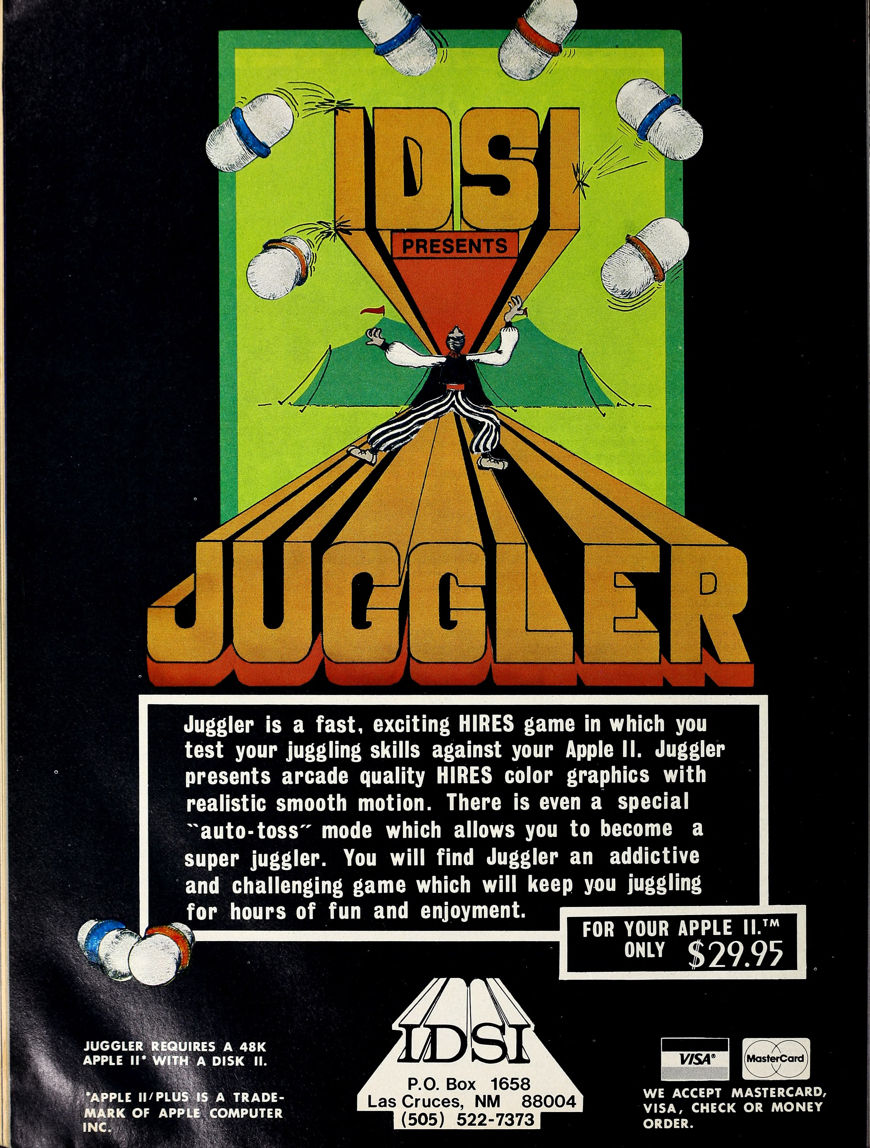 IDSI
PRESENTS
JUGGLER
Juggler is a fast, exciting HIRES game in which you
test your juggling skills against your Apple II. Juggler
presents arcade quality HIRES color graphics with
realistic smooth motion. There is even a special
"auto-toss" mode which allows you to become a
super juggler. You will find Juggler an addictive
and challenging game which will keep you juggling
for hours of fun and enjoyment.
FOR YOUR APPLE II.™
ONLY $29.95
JUGGLER REQUIRES A 48K
APPLE II* WITH A DISK II.
*APPLE II/PLUS IS A TRADE-
MARK OF APPLE COMPUTER
INC.
IDSI
P.O. Box 1658
Las Cruces, NM 88004
(505) 522-7373
VISA®
MasterCard
WE ACCEPT MASTERCARD,
VISA, CHECK OR MONEY
ORDER.